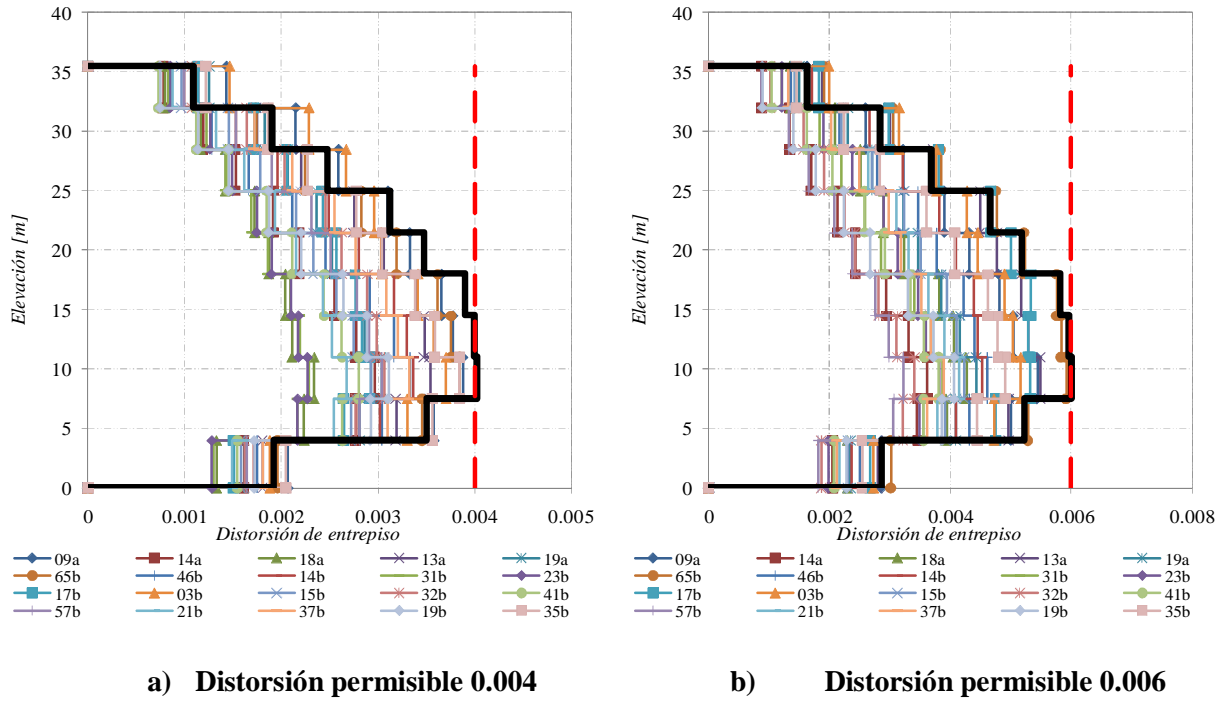 40
35
30
25
20
15
10
5
0
Elevación [m]
0 0.001 0.002 0.003 0.004 0.005
Distorsión de entrepiso
09a 14a 18a 13a 19a
65b 46b 14b 31b 23b
17b 03b 15b 32b 41b
57b 21b 37b 19b 35b
a) Distorsión permisible 0.004
40
35
30
25
20
15
10
5
0
Elevación [m]
0 0.002 0.004 0.006 0.008
Distorsión de entrepiso
09a 14a 18a 13a 19a
65b 46b 14b 31b 23b
17b 03b 15b 32b 41b
57b 21b 37b 19b 35b
b) Distorsión permisible 0.006